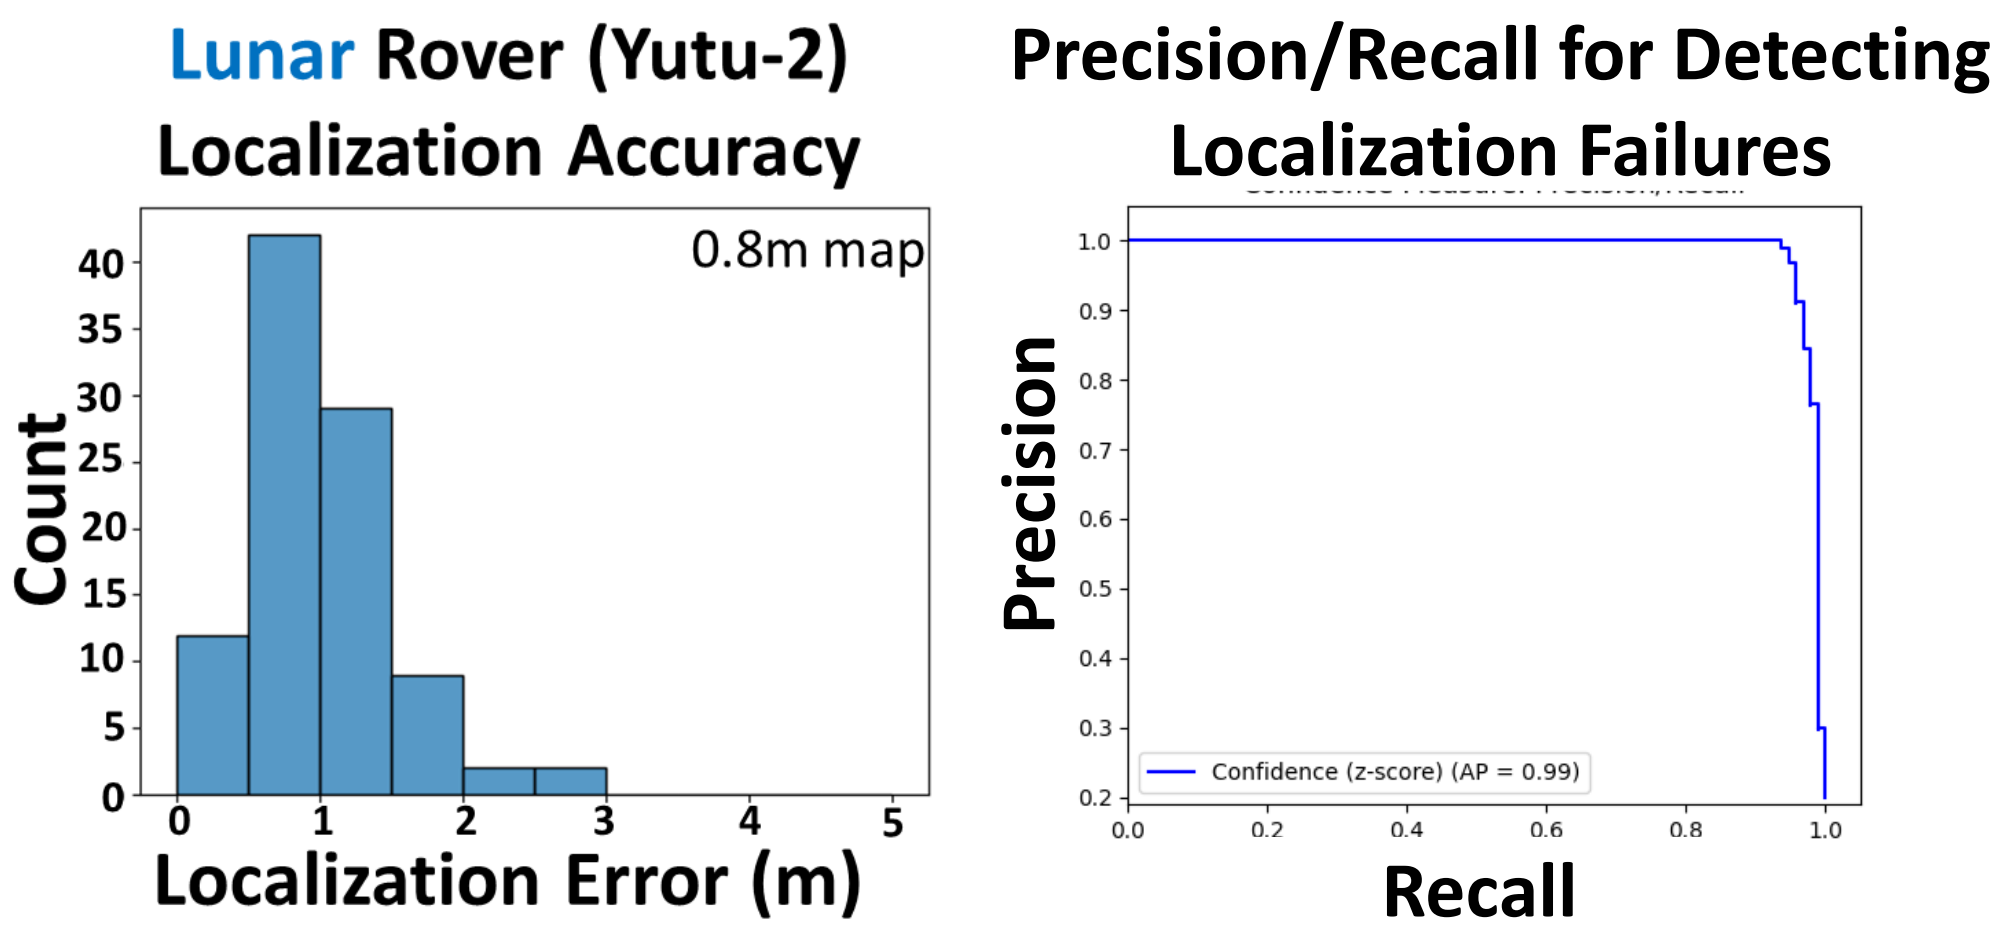 Lunar Rover (Yutu-2)
Localization Accuracy
0.8m map
40
35
30
25
20
15
10
5
0
Count
0 1 2 3 4 5
Localization Error (m)
Precision/Recall for Detecting
Localization Failures
1.0
0.9
0.8
0.7
0.6
0.5
0.4
0.3
0.2
Precision
Confidence (z-score) (AP = 0.99)
0.0 0.2 0.4 0.6 0.8 1.0
Recall